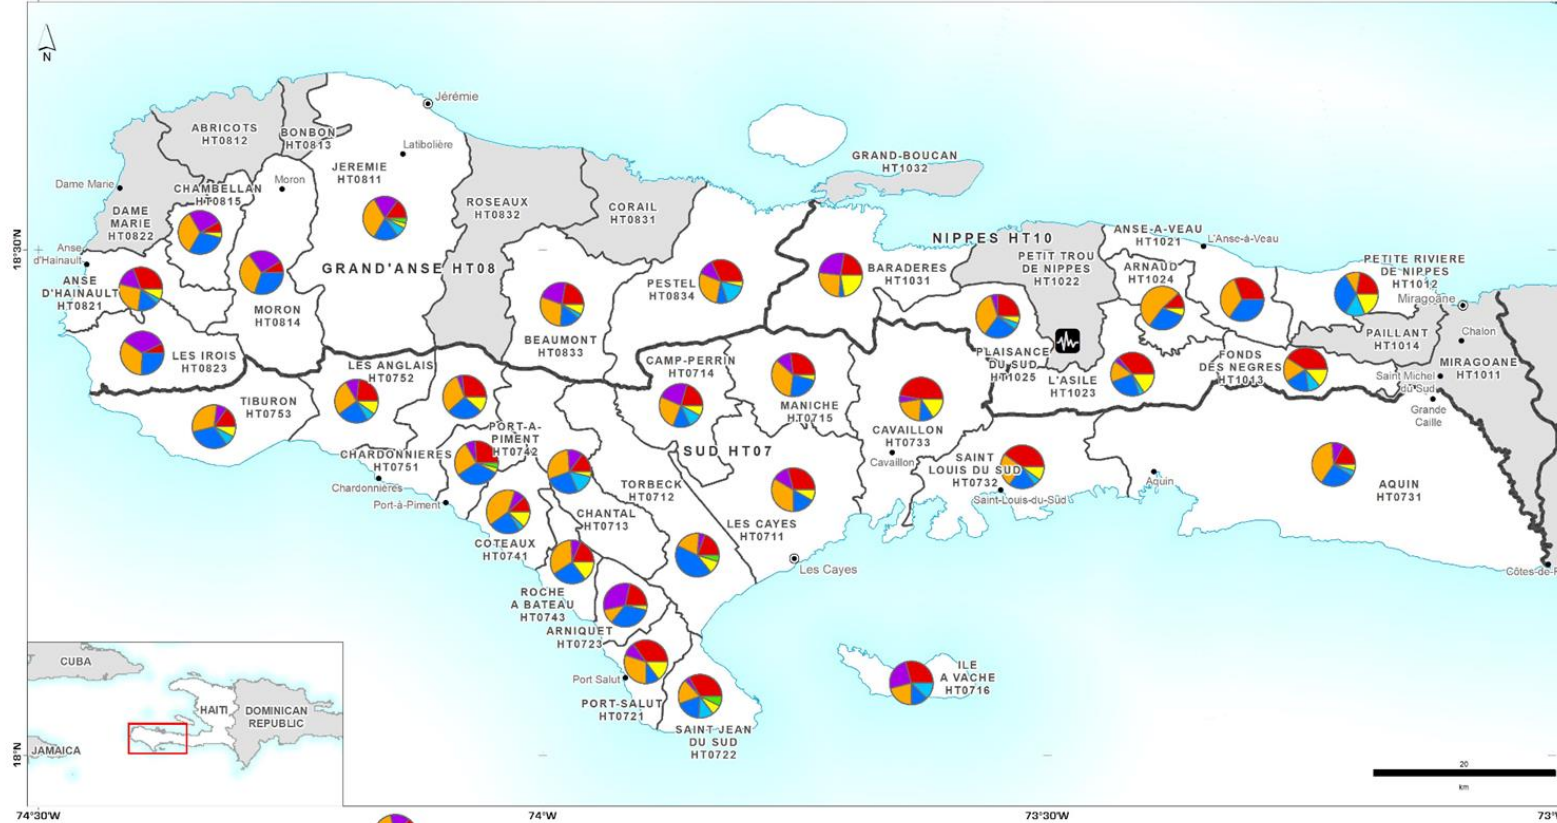 N
Jérémie
ABRICOTS
HT0812
BONBON
HT0813
Latibolière
JEREMIE
HT0811
GRAND-BOUCAN
HT1032
Dame Marie
CHAMBELLAN
HT0815
Moron
DAME
MARIE
HT0822
ROSEAUX
HT0832
CORAIL
HT0831
ANSE-A-VEAU
HT1021
L'Anse-à-Veau
NIPPES HT10
18°30'N
Anse
d'Hainault
GRAND'ANSE HT08
PETIT TROU
DE NIPPES
HT1022
ARNAUD
HT1024
PETITE RIVIERE
DE NIPPES
HT1012
ANSE
D'HAINAULT
HT0821
PESTEL
HT0834
BARADERES
HT1031
Miragoâne
MORON
HT0814
BEAUMONT
HT0833
PAILLANT
HT1014
Chalon
LES IROIS
HT0823
LES ANGLAIS
HT0752
CAMP-PERRIN
HT0714
PLAISANCE
DU SUD
HT1025
L'ASILE
HT1023
FONDS
DES NEGRES
HT1013
MIRAGOANE
HT1011
Saint Michel
du Sud
TIBURON
HT0753
MANICHE
HT0715
CAVAILLON
HT0733
Grande
Caille
PORT-A-
PIMENT
HT0742
SUD HT07
CHARDONNIERES
HT0751
Cavaillon
SAINT
LOUIS DU SUD
HT0732
Chardonnières
TORBECK
HT0712
Aquin
AQUIN
HT0731
Port-à-Piment
Saint-Louis-du-Sud
CHANTAL
HT0713
LES CAYES
HT0711
COTEAUX
HT0741
Les Cayes
Côtes-de-F
ROCHE
A BATEAU
HT0743
ARNIQUET
HT0723
Port Salut
PORT-SALUT
HT0721
ILE
A VACHE
HT0716
SAINT JEAN
DU SUD
HT0722
CUBA
HAITI
DOMINICAN
REPUBLIC
JAMAICA
18°N
20
km
74°30'W
74°W
73°30'W
73°